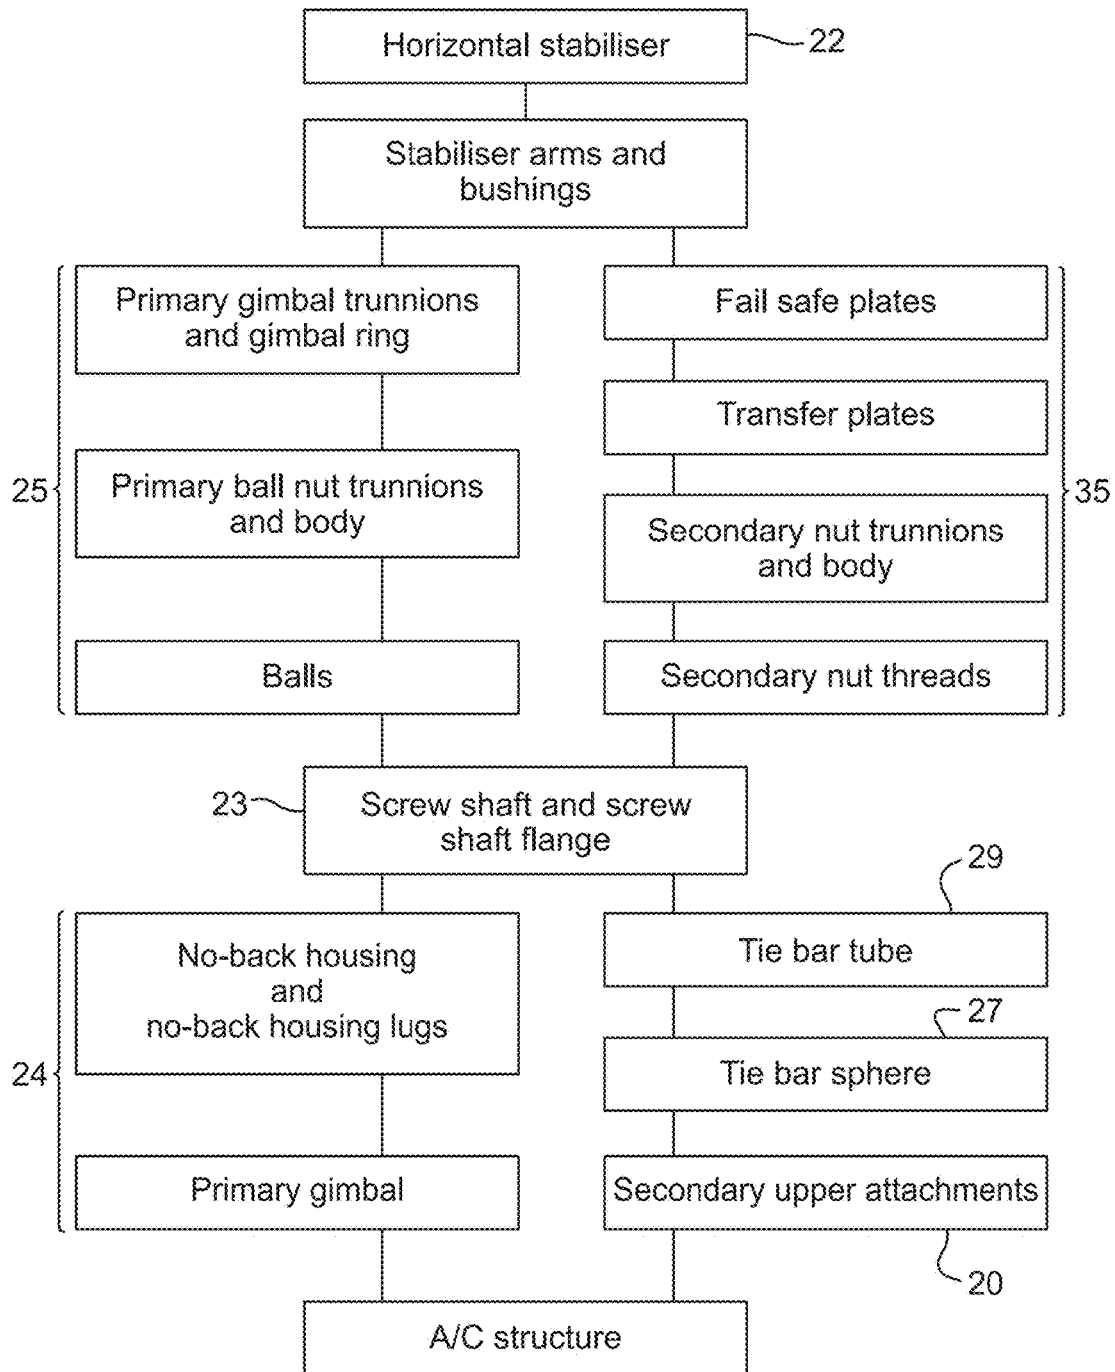 Horizontal stabiliser
22
Stabiliser arms and
bushings
25
Primary gimbal trunnions
and gimbal ring
Primary ball nut trunnions
and body
Balls
Fail safe plates
Transfer plates
Secondary nut trunnions
and body
Secondary nut threads
35
23
Screw shaft and screw
shaft flange
24
No-back housing
and
no-back housing lugs
Primary gimbal
29
Tie bar tube
27
Tie bar sphere
Secondary upper attachments
20
A/C structure